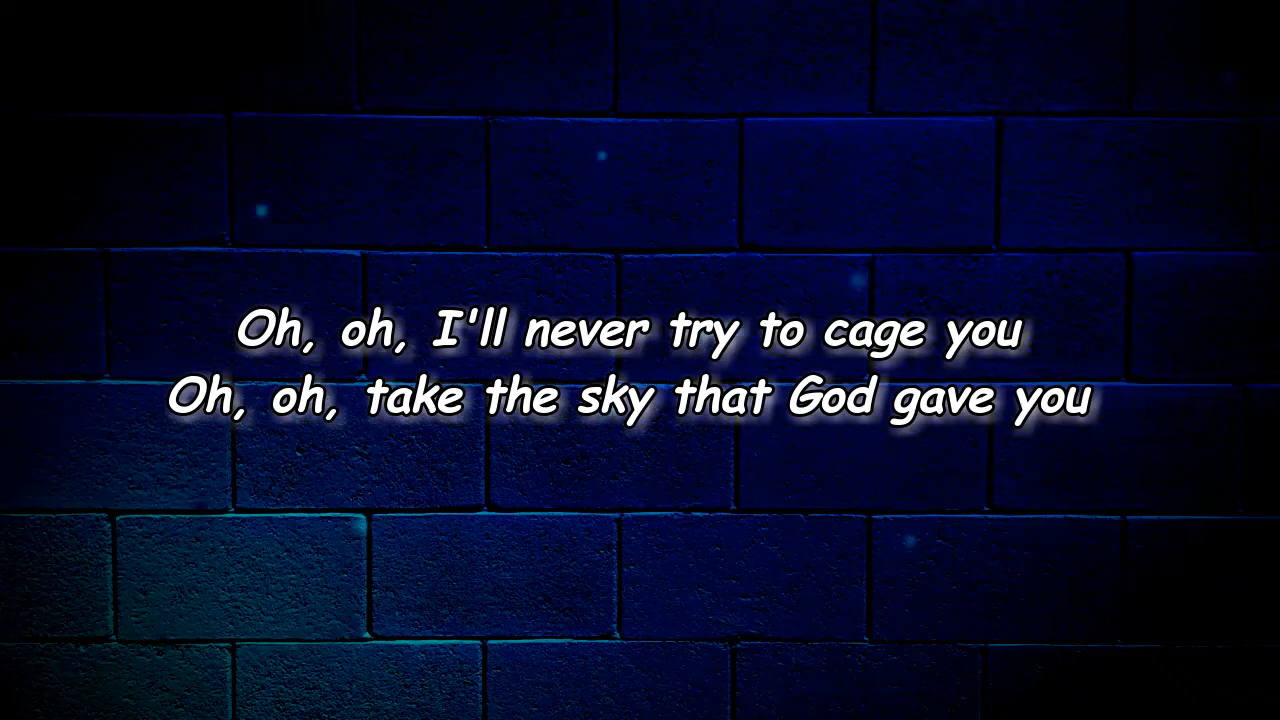 Oh, oh, I'll never try to cage you
Oh, oh, take the sky that God gave you